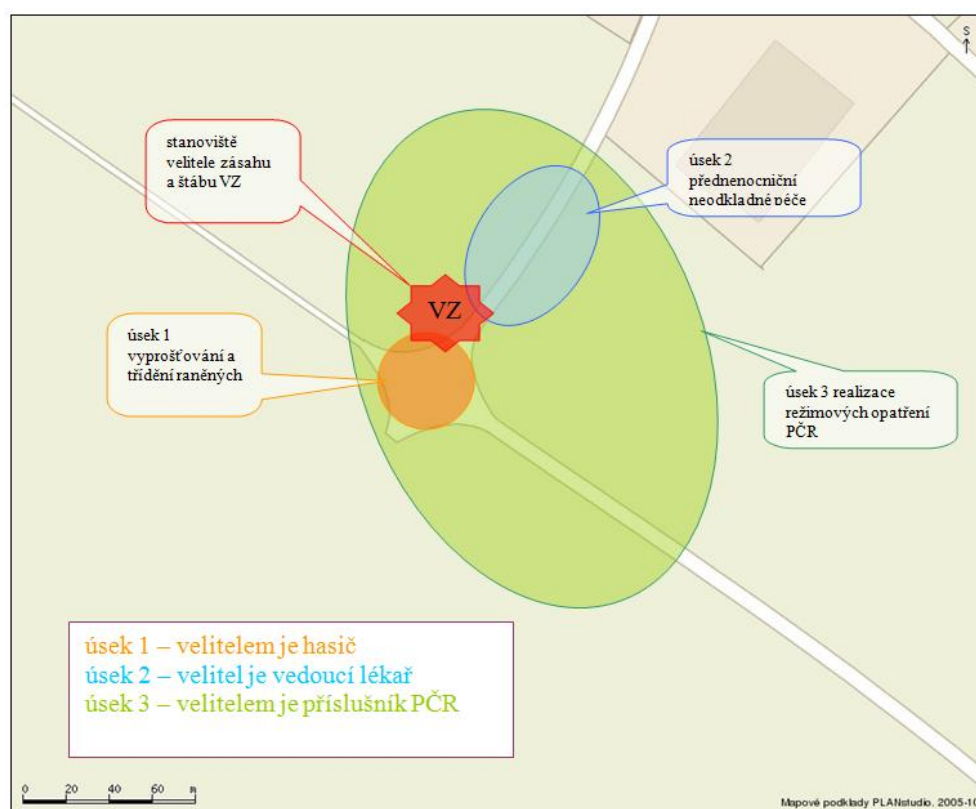 S
stanoviště
velitele zásahu
a štábu VZ
úsek 2
přednenocniční
neodkladné péče
VZ
úsek 1
vyprošťování a
třídění raněných
úsek 3 realizace
režimových opatření
PČR
úsek 1 – velitelem je hasič
úsek 2 – velitel je vedoucí lékař
úsek 3 – velitelem je příslušník PČR
0 20 40 60 m
Mapové podklady PLANstudio, 2005-10